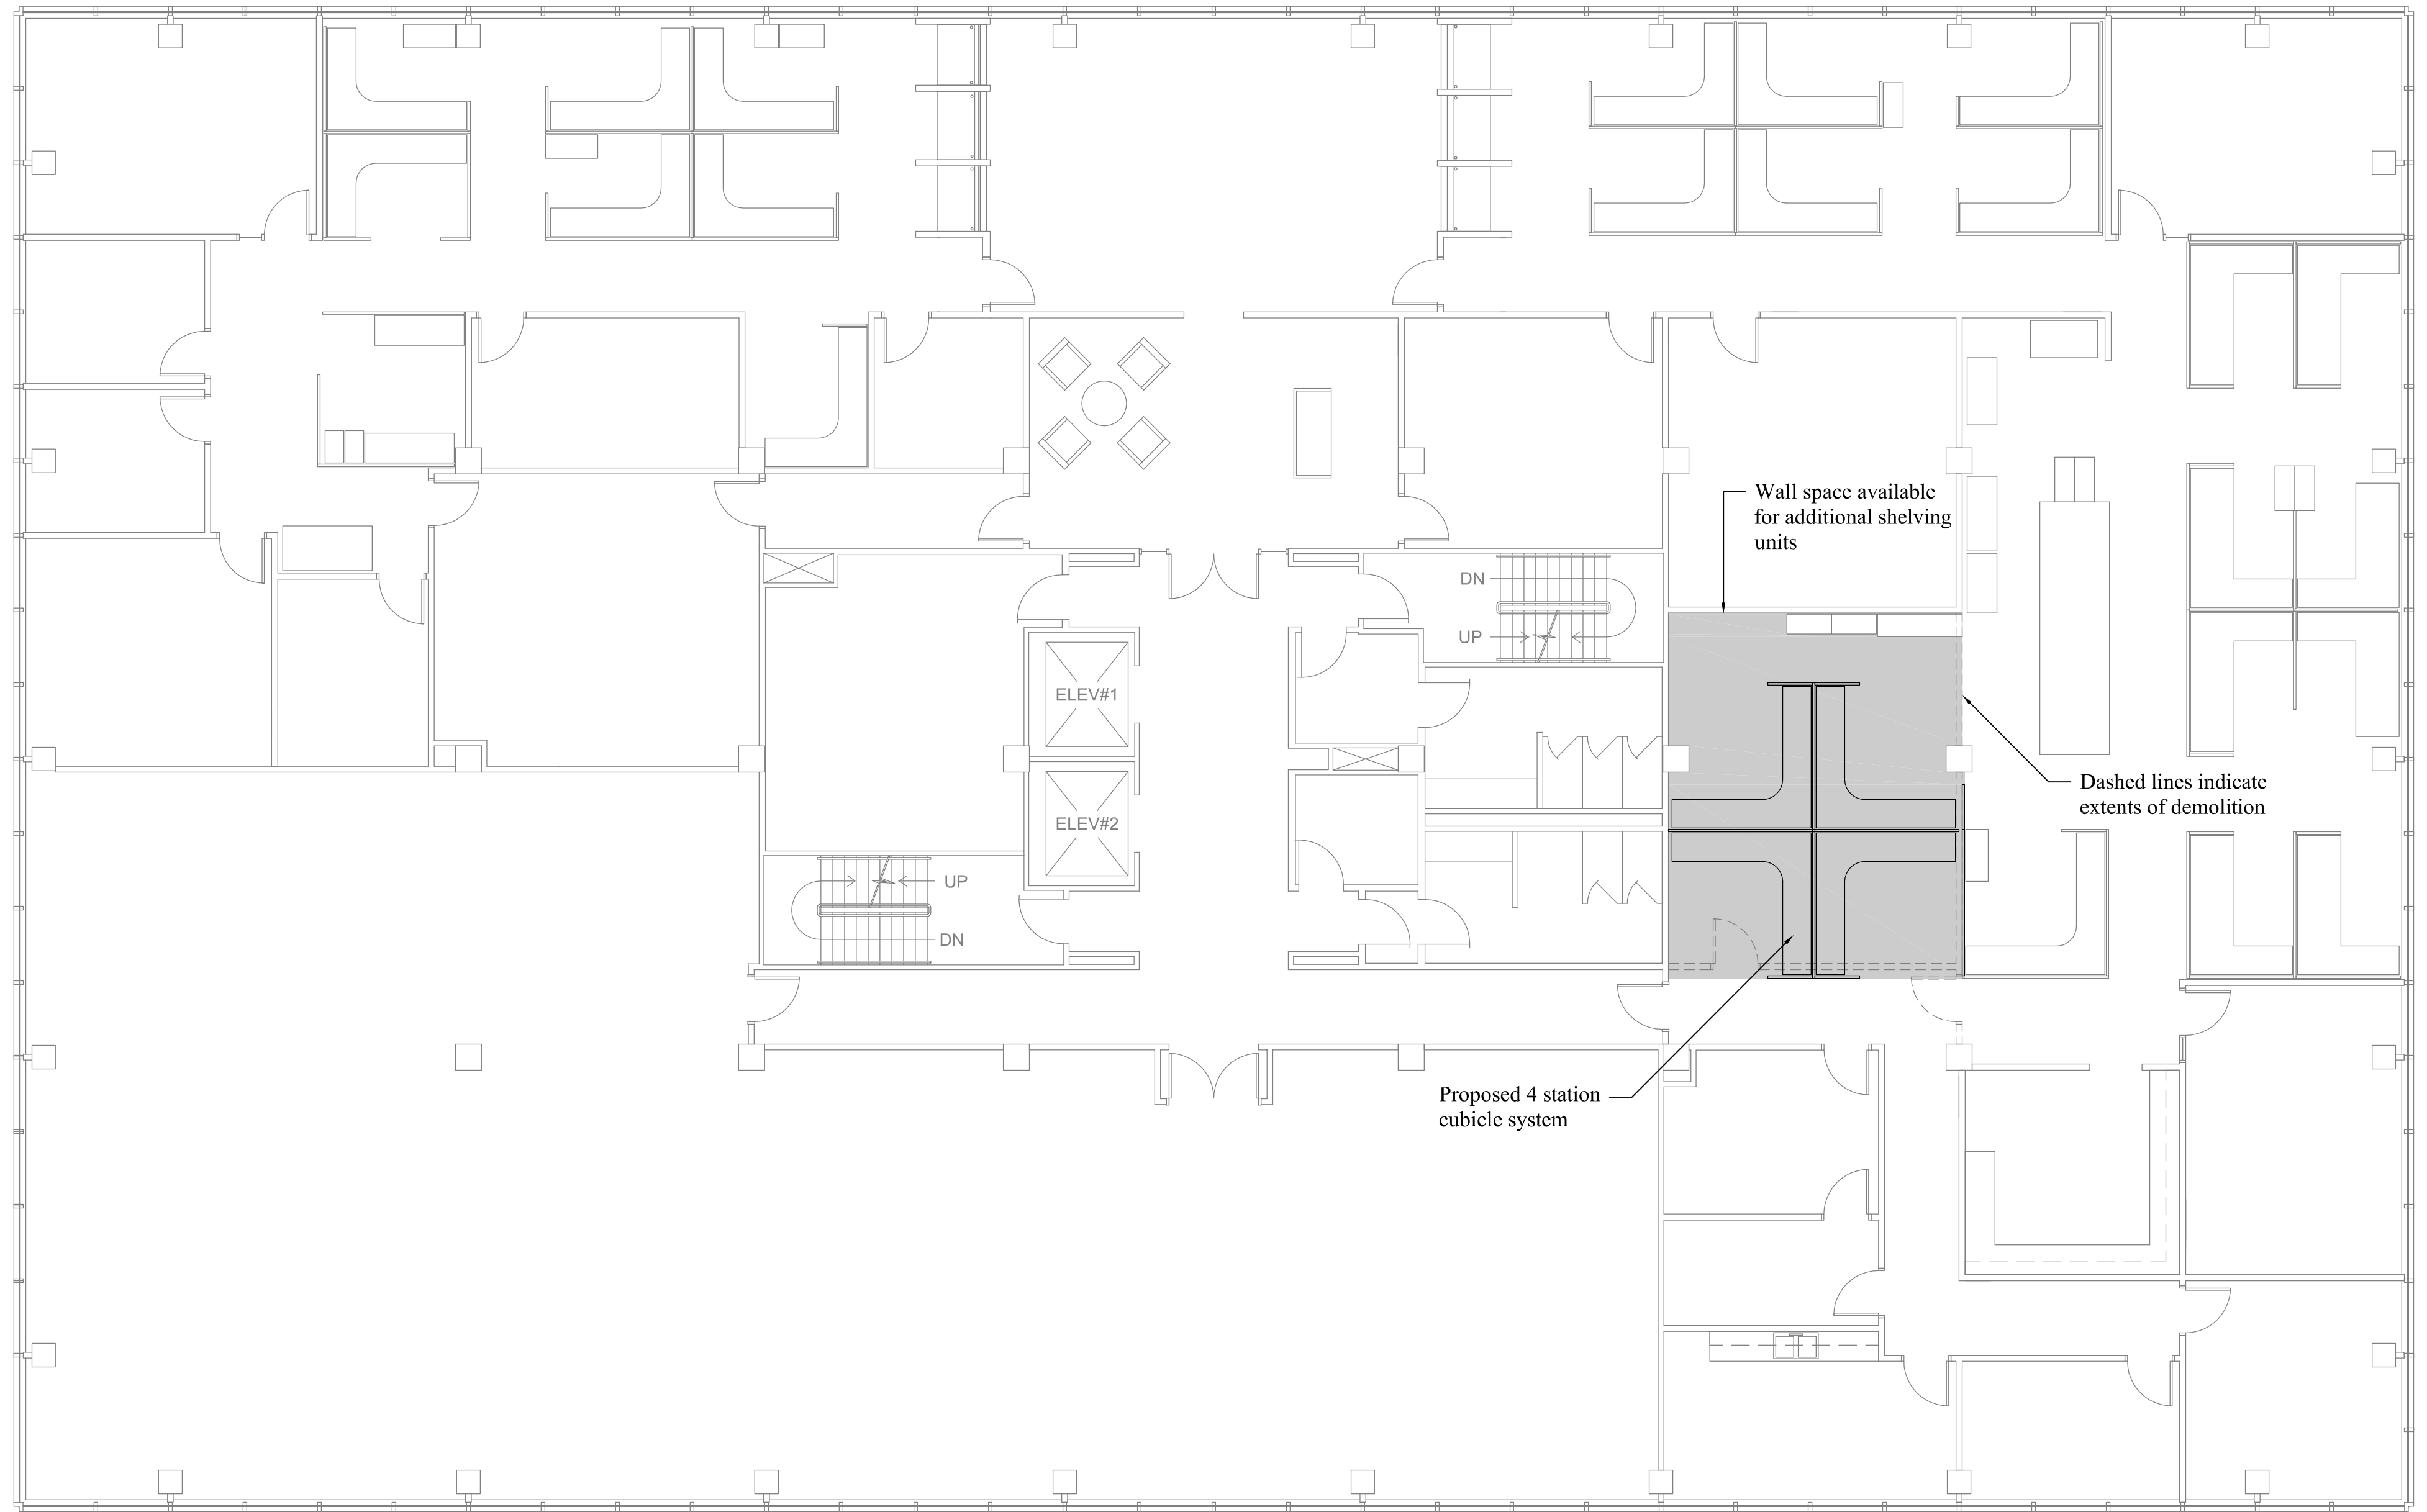 Wall space available
for additional shelving
units
DN
UP
ELEV#1
ELEV#2
Dashed lines indicate
extents of demolition
UP
DN
Proposed 4 station
cubicle system